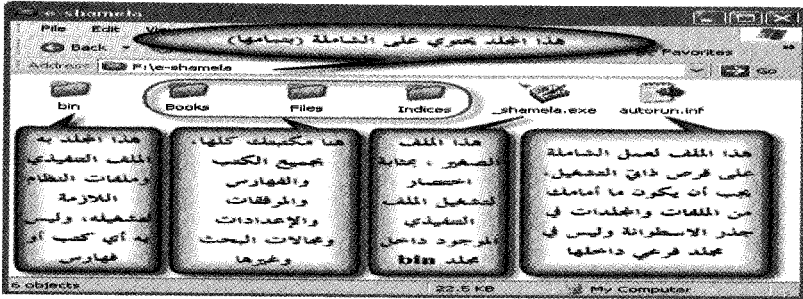 e-shamela
File Edit View
هذا المجلد يحتوي على الشاملة (بتمامها)
Back Favorites
Address F:\e-shamela Go
bin Books Files Indices _shamela.exe autorun.inf
هذا المجلد به
الملف التنفيذي
وملفات النظام
اللازمة
لتشغيله، وليس
به أي كتب أو
فهارس
هنا مكتبتك كلها،
جميع الكتب
والفهارس
والمرفقات
والإعدادات
ومجالات البحث
وغيرها
هذا الملف
الصغير ، بمثابة
اختصار
لتشغيل الملف
التنفيذي
الموجود داخل
مجلد bin
هذا الملف لعمل الشاملة
على قرص ذاتي التشغيل،
يجب أن يكون ما أمامك
من الملفات والمجلدات في
جذر الاسطوانة وليس في
مجلد فرعي داخلها
6 objects 22.5 KB My Computer